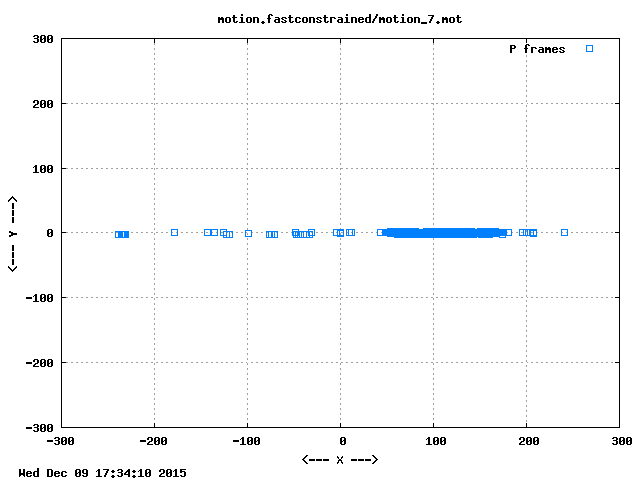 motion.fastconstrained/motion_7.mot
P frames
300
200
100
0
-100
-200
-300
<--- Y --->
-300 -200 -100 0 100 200 300
<--- X --->
Wed Dec 09 17:34:10 2015